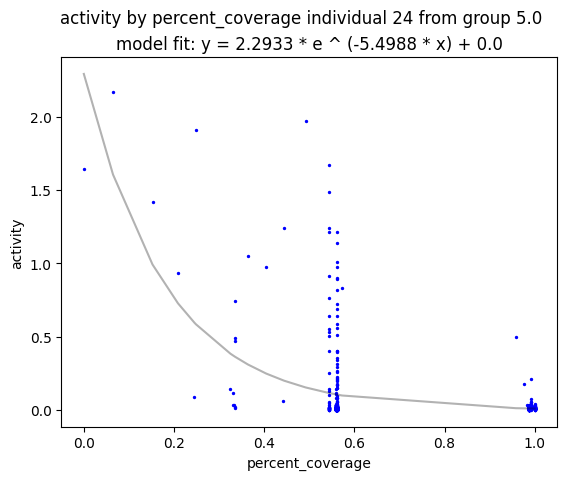 activity by percent_coverage individual 24 from group 5.0
model fit: y = 2.2933 * e ^ (-5.4988 * x) + 0.0
2.0
1.5
1.0
0.5
0.0
activity
0.0 0.2 0.4 0.6 0.8 1.0
percent_coverage